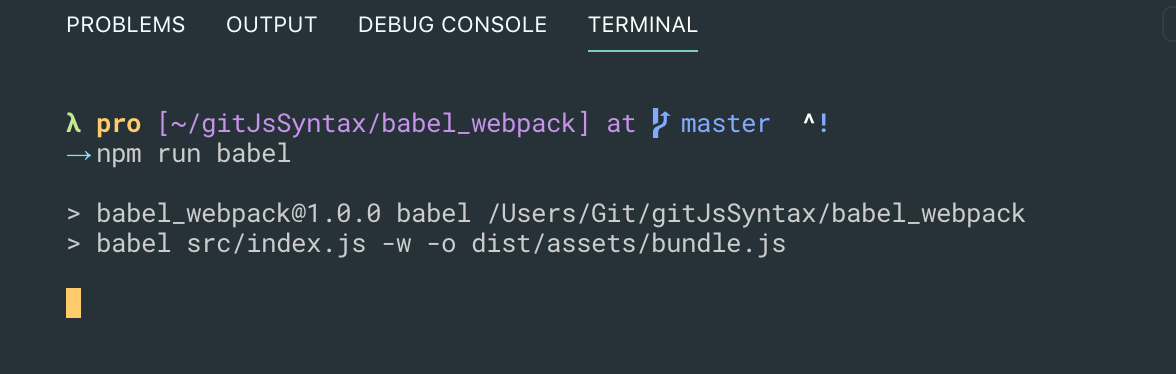 PROBLEMS OUTPUT DEBUG CONSOLE TERMINAL
λ pro [~/gitJsSyntax/babel_webpack] at master ^!
→npm run babel
> babel_webpack@1.0.0 babel /Users/Git/gitJsSyntax/babel_webpack
> babel src/index.js -w -o dist/assets/bundle.js